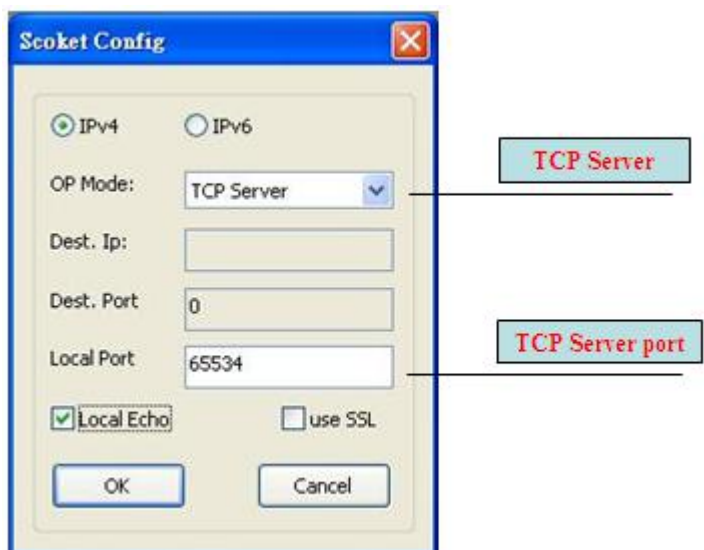 Scoket Config
IPv4 IPv6
OP Mode: TCP Server
Dest. Ip:
Dest. Port 0
Local Port 65534
Local Echo use SSL
OK Cancel
TCP Server
TCP Server port